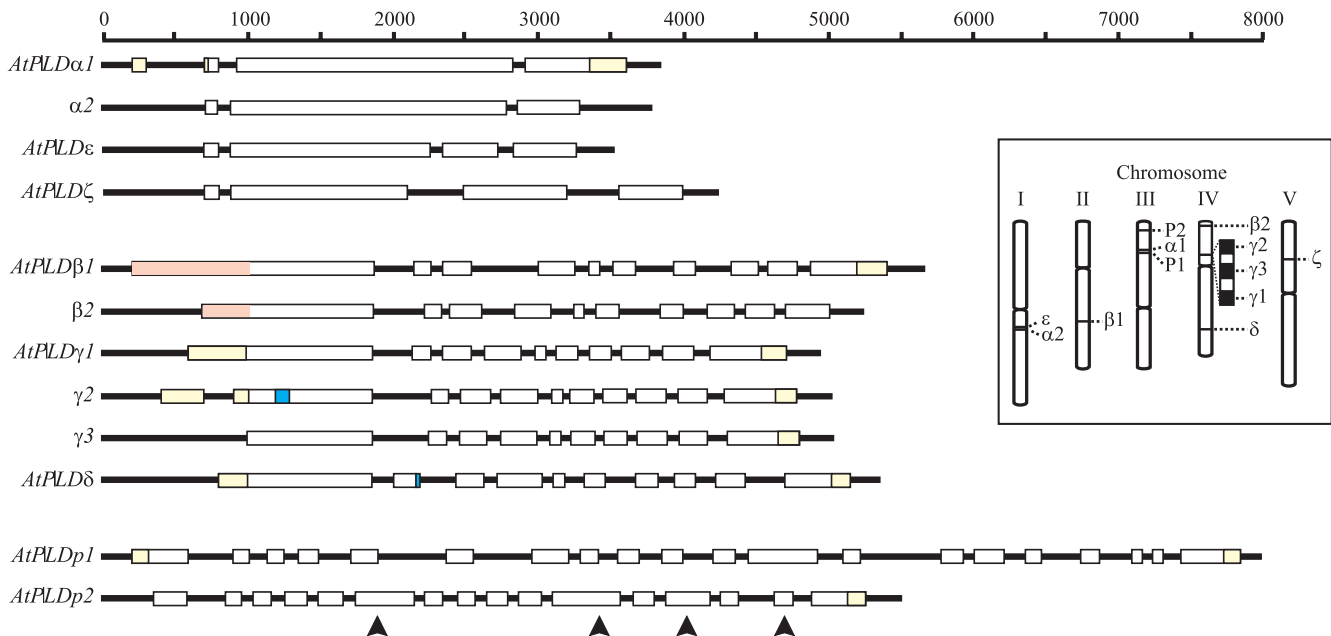 0 1000 2000 3000 4000 5000 6000 7000 8000
AtPLDα1
α2
AtPLDε
AtPLDζ
AtPLDβ1
β2
AtPLDγ1
γ2
γ3
AtPLDδ
AtPLDp1
AtPLDp2
Chromosome
I II III IV V
ε
α2
β1
P2
α1
P1
β2
γ2
γ3
γ1
δ
ζ